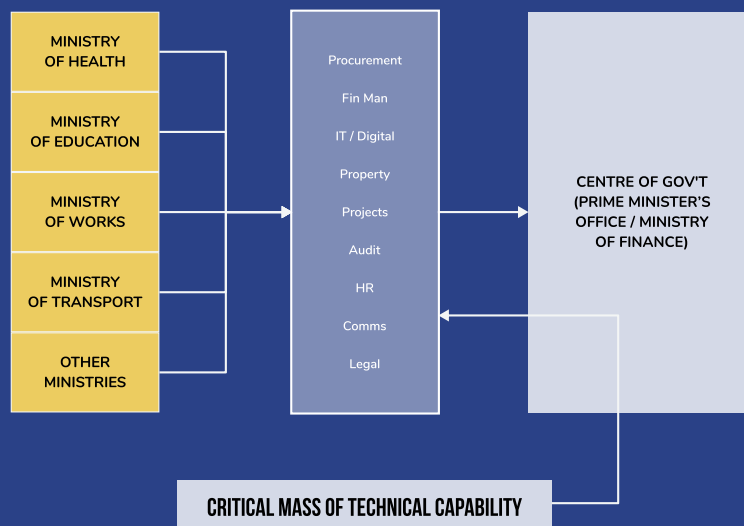 MINISTRY
OF HEALTH
MINISTRY
OF EDUCATION
MINISTRY
OF WORKS
MINISTRY
OF TRANSPORT
OTHER
MINISTRIES
Procurement
Fin Man
IT / Digital
Property
Projects
Audit
HR
Comms
Legal
CENTRE OF GOV'T
(PRIME MINISTER'S
OFFICE / MINISTRY
OF FINANCE)
CRITICAL MASS OF TECHNICAL CAPABILITY